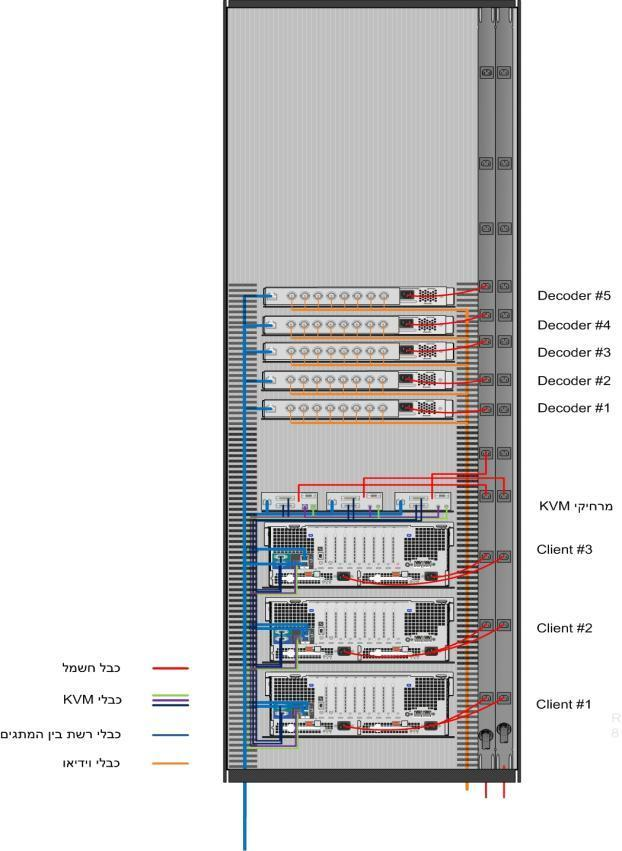 Decoder #5
Decoder #4
Decoder #3
Decoder #2
Decoder #1
מרחיקי KVM
Client #3
Client #2
Client #1
כבל חשמל
כבלי KVM
כבלי רשת בין המתגים
כבלי וידיאו
R
8